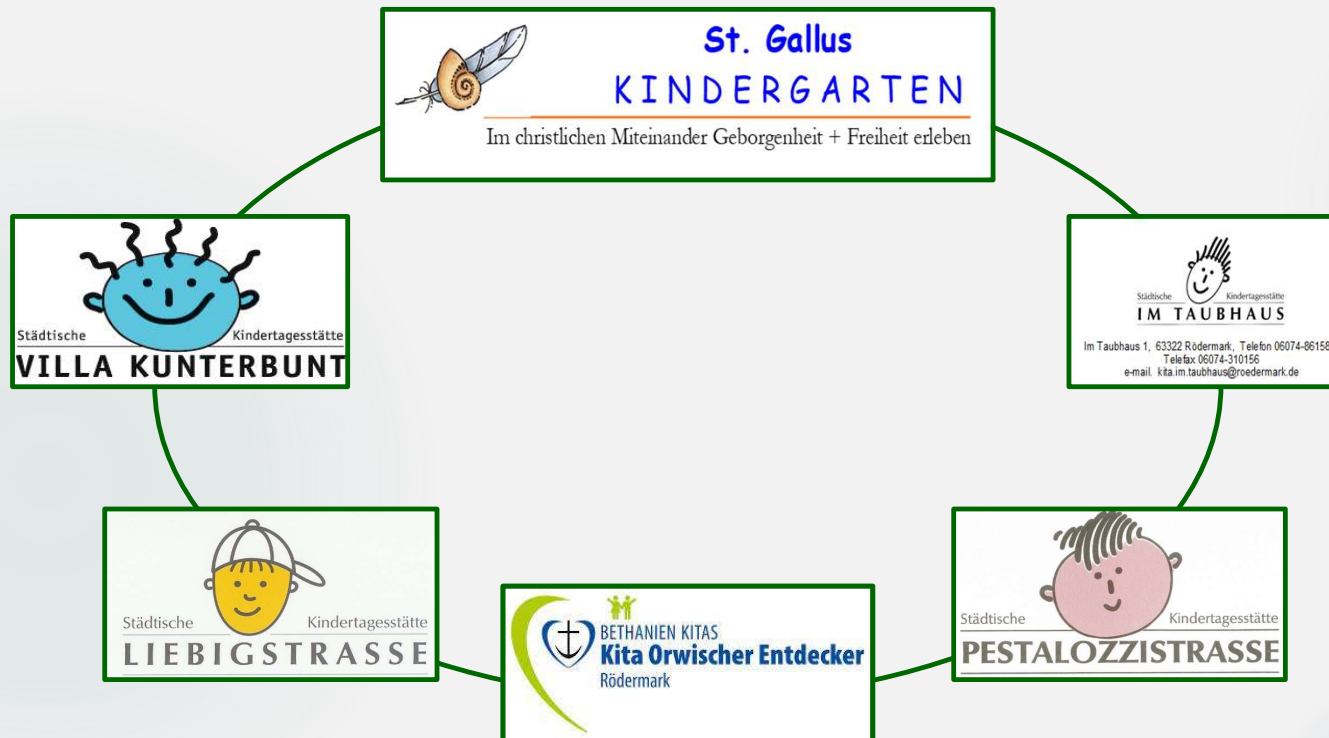 St. Gallus
KINDERGARTEN
Im christlichen Miteinander Geborgenheit + Freiheit erleben
Städtische Kindertagesstätte
VILLA KUNTERBUNT
Städtische Kindertagesstätte
IM TAUBHAUS
Im Taubhaus 1, 63322 Rödermark, Telefon 06074-86158
Telefax 06074-310156
e-mail. kita.im.taubhaus@roedermark.de
Städtische Kindertagesstätte
LIEBIGSTRASSE
BETHANIEN KITAS
Kita Orwischer Entdecker
Rödermark
Städtische Kindertagesstätte
PESTALOZZISTRASSE